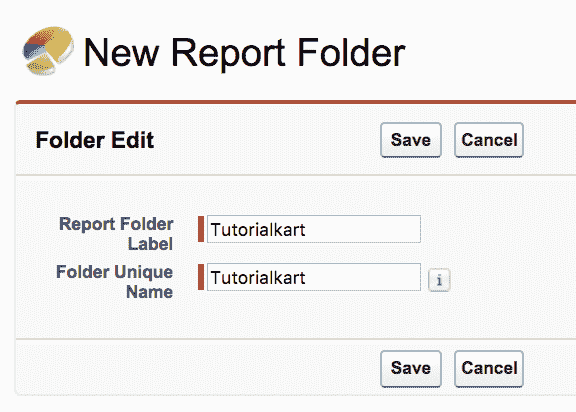 New Report Folder
Folder Edit Save Cancel
Report Folder
Label Tutorialkart
Folder Unique
Name Tutorialkart i
Save Cancel